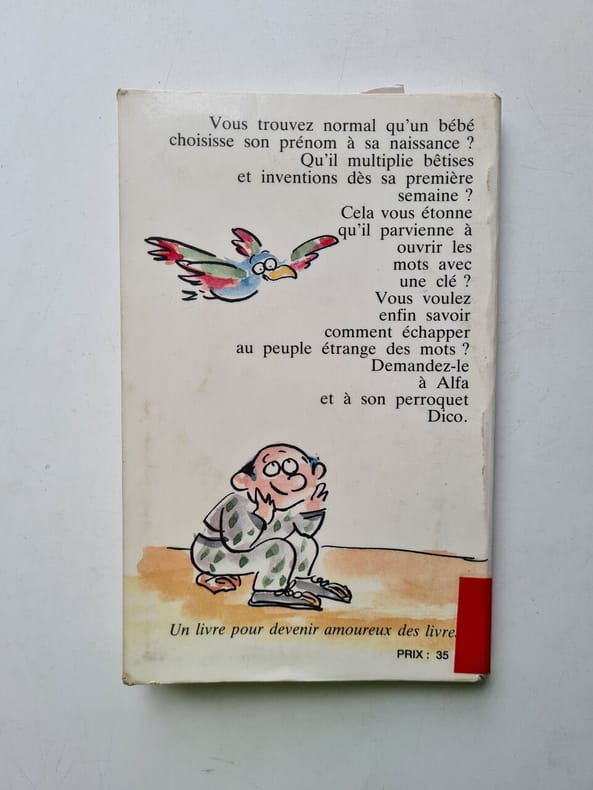 Vous trouvez normal qu'un bébé
choisisse son prénom à sa naissance ?
Qu'il multiplie bêtises
et inventions dès sa première
semaine ?
Cela vous étonne
qu'il parvienne à
ouvrir les
mots avec
une clé ?
Vous voulez
enfin savoir
comment échapper
au peuple étrange des mots ?
Demandez-le
à Alfa
et à son perroquet
Dico.
Un livre pour devenir amoureux des livres
PRIX : 35